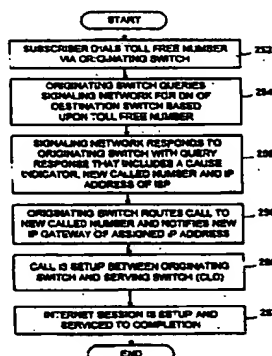 START
SUBSCRIBER DIALS TOLL FREE NUMBER
VIA ORIGINATING SWITCH
ORIGINATING SWITCH QUERIES
SIGNALING NETWORK FOR DN OF
DESTINATION SWITCH BASED
UPON TOLL FREE NUMBER
SIGNALING NETWORK RESPONDS TO
ORIGINATING SWITCH WITH QUERY
RESPONSE THAT INCLUDES A CAUSE
INDICATOR, NEW CALLED NUMBER AND IP
ADDRESS OF ISP
ORIGINATING SWITCH ROUTES CALL TO
NEW CALLED NUMBER AND NOTIFIES NEW
IP GATEWAY OF ASSIGNED IP ADDRESS
CALL IS SETUP BETWEEN ORIGINATING
SWITCH AND SERVING SWITCH (CLD)
INTERNET SESSION IS SETUP AND
SERVICED TO COMPLETION
END